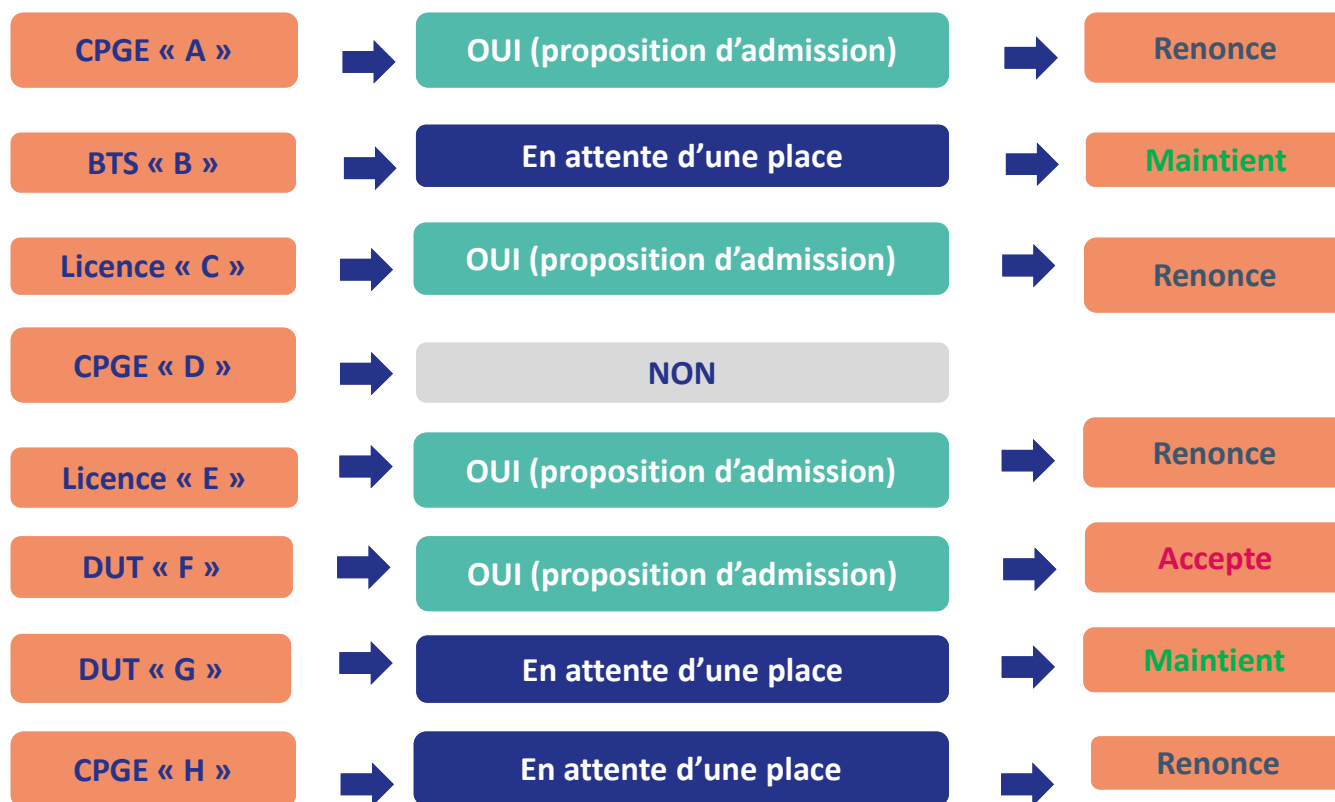 CPGE « A »
OUI (proposition d’admission)
Renonce
BTS « B »
En attente d’une place
Maintient
Licence « C »
OUI (proposition d’admission)
Renonce
CPGE « D »
NON
Licence « E »
OUI (proposition d’admission)
Renonce
DUT « F »
OUI (proposition d’admission)
Accepte
DUT « G »
En attente d’une place
Maintient
CPGE « H »
En attente d’une place
Renonce